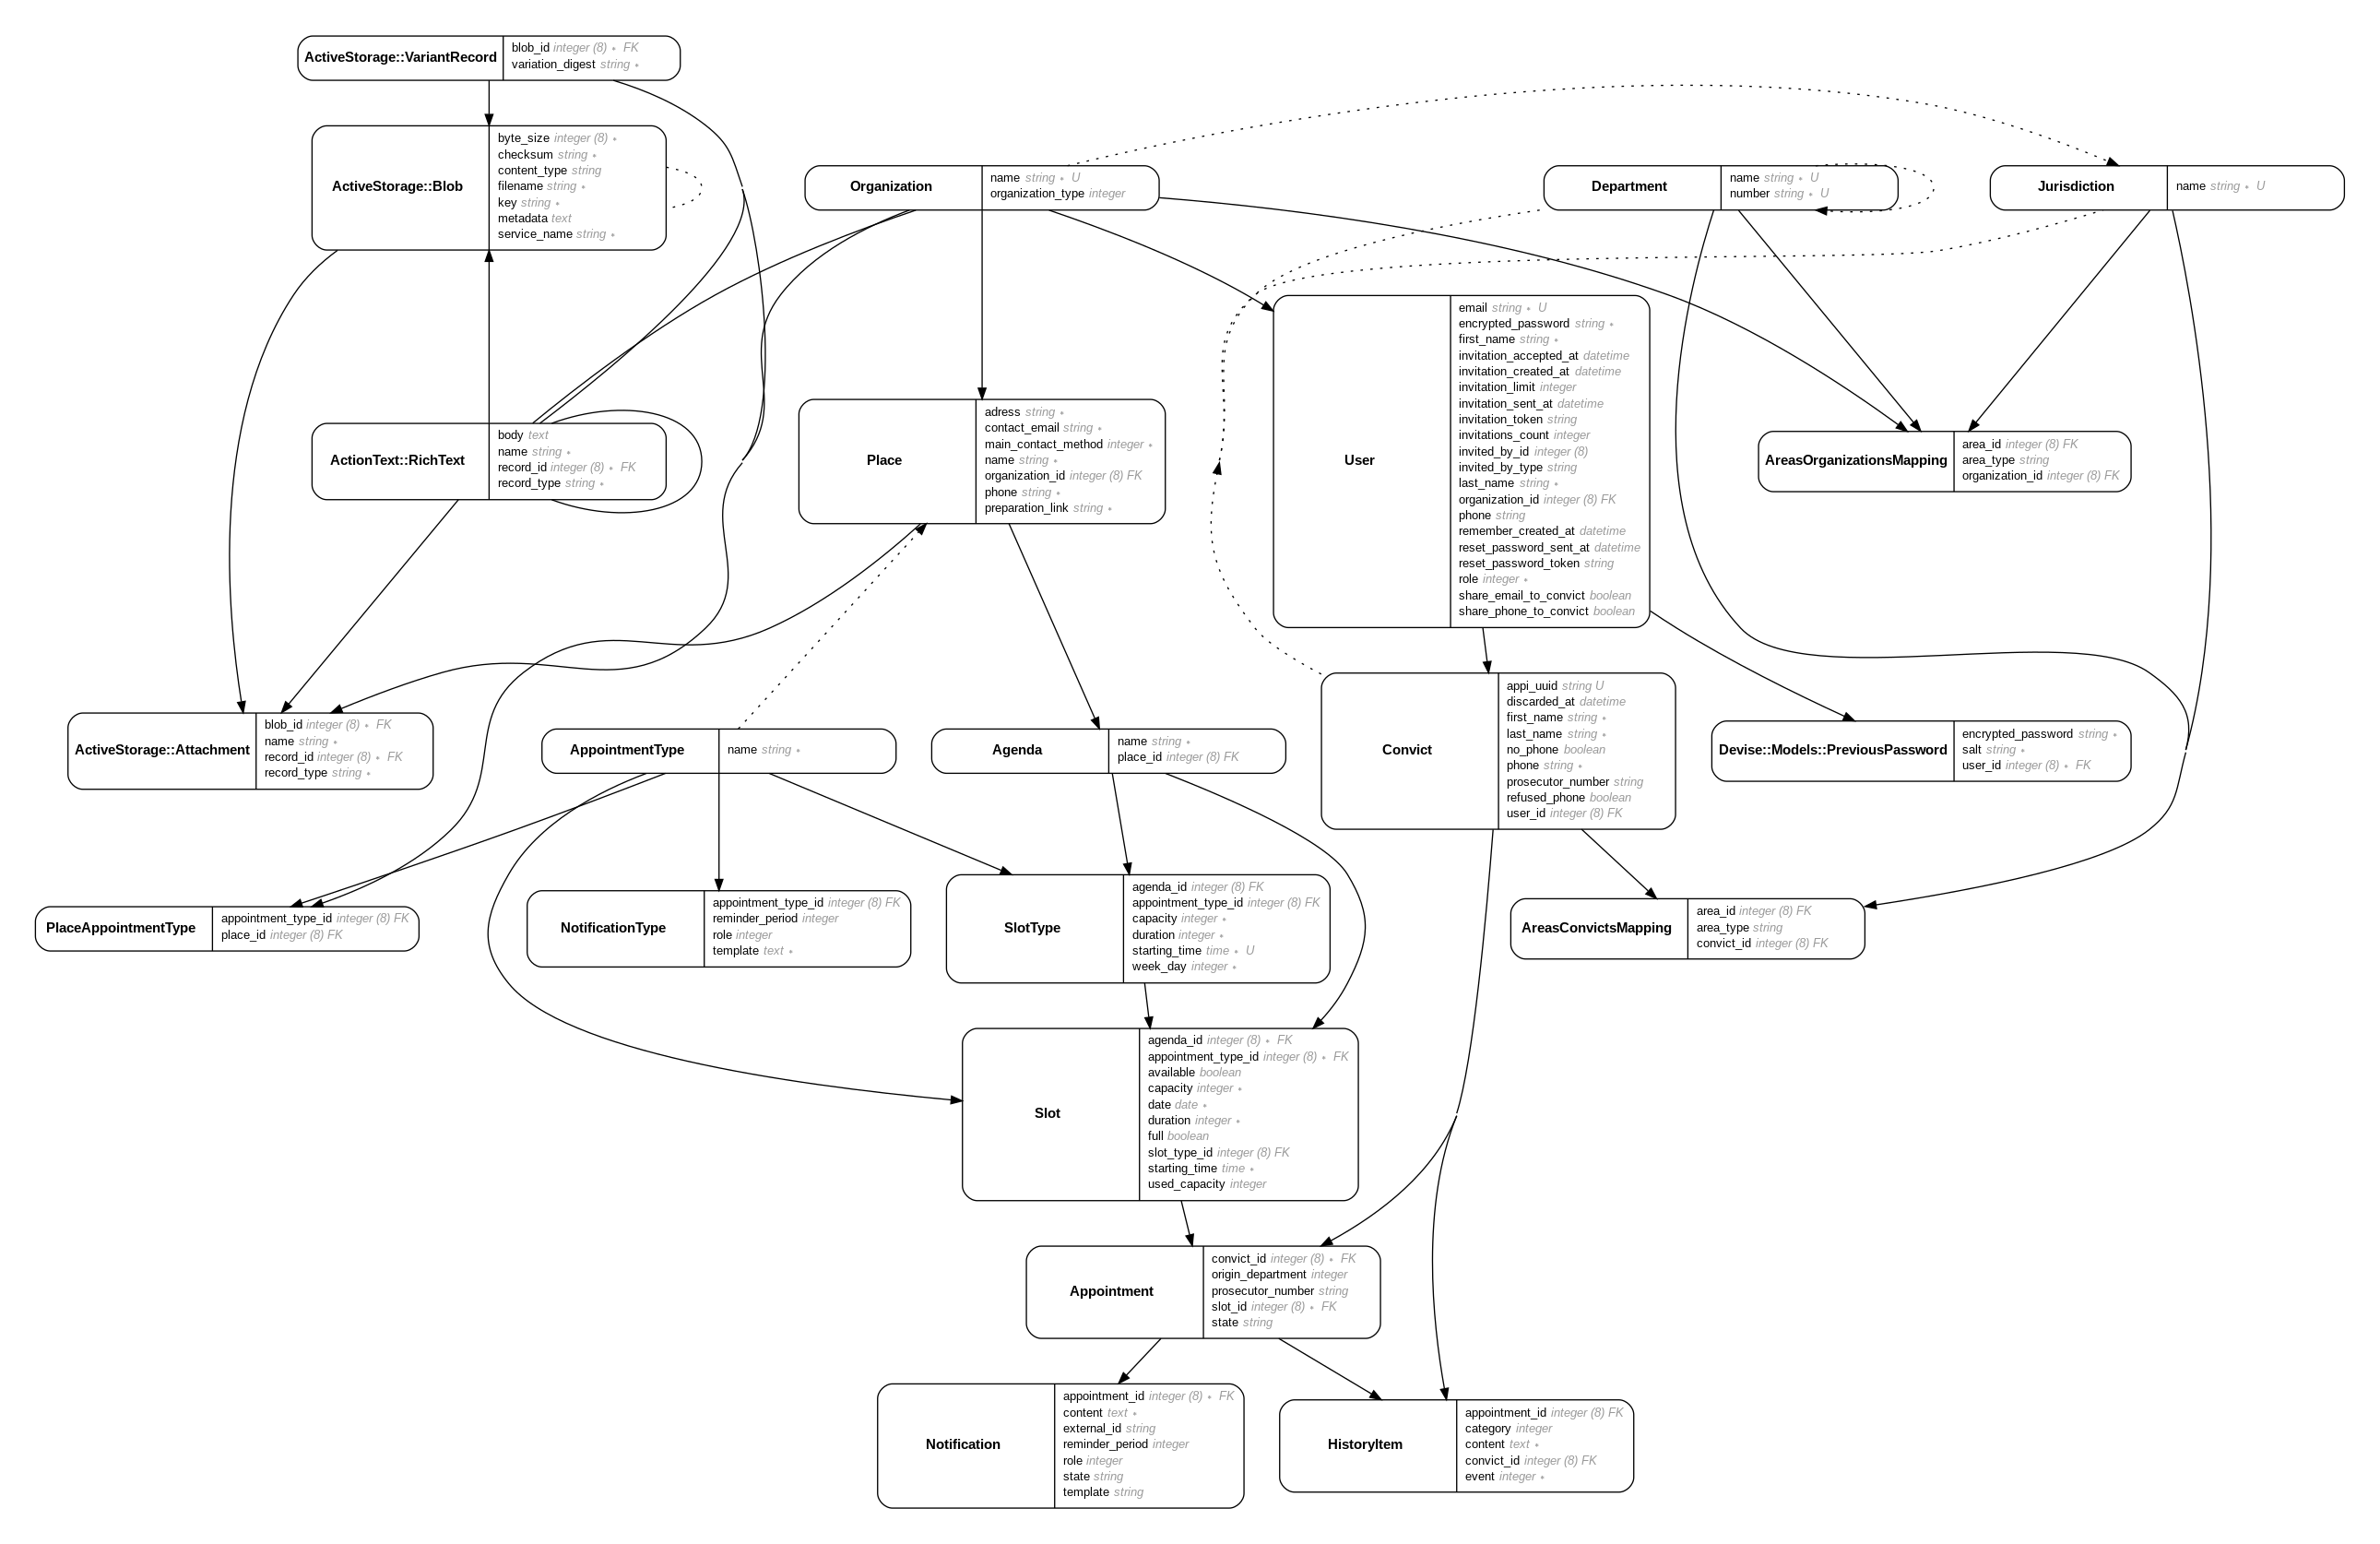 ActiveStorage::VariantRecord
blob_id integer (8) ∗ FK
variation_digest string ∗
ActiveStorage::Blob
byte_size integer (8) ∗
checksum string ∗
content_type string
filename string ∗
key string ∗
metadata text
service_name string ∗
Organization
name string ∗ U
organization_type integer
Department
name string ∗ U
number string ∗ U
Jurisdiction
name string ∗ U
ActionText::RichText
body text
name string ∗
record_id integer (8) ∗ FK
record_type string ∗
Place
adress string ∗
contact_email string ∗
main_contact_method integer ∗
name string ∗
organization_id integer (8) FK
phone string ∗
preparation_link string ∗
User
email string ∗ U
encrypted_password string ∗
first_name string ∗
invitation_accepted_at datetime
invitation_created_at datetime
invitation_limit integer
invitation_sent_at datetime
invitation_token string
invitations_count integer
invited_by_id integer (8)
invited_by_type string
last_name string ∗
organization_id integer (8) FK
phone string
remember_created_at datetime
reset_password_sent_at datetime
reset_password_token string
role integer ∗
share_email_to_convict boolean
share_phone_to_convict boolean
AreasOrganizationsMapping
area_id integer (8) FK
area_type string
organization_id integer (8) FK
ActiveStorage::Attachment
blob_id integer (8) ∗ FK
name string ∗
record_id integer (8) ∗ FK
record_type string ∗
AppointmentType
name string ∗
Agenda
name string ∗
place_id integer (8) FK
Convict
appi_uuid string U
discarded_at datetime
first_name string ∗
last_name string ∗
no_phone boolean
phone string ∗
prosecutor_number string
refused_phone boolean
user_id integer (8) FK
Devise::Models::PreviousPassword
encrypted_password string ∗
salt string ∗
user_id integer (8) ∗ FK
PlaceAppointmentType
appointment_type_id integer (8) FK
place_id integer (8) FK
NotificationType
appointment_type_id integer (8) FK
reminder_period integer
role integer
template text ∗
SlotType
agenda_id integer (8) FK
appointment_type_id integer (8) FK
capacity integer ∗
duration integer ∗
starting_time time ∗ U
week_day integer ∗
AreasConvictsMapping
area_id integer (8) FK
area_type string
convict_id integer (8) FK
Slot
agenda_id integer (8) ∗ FK
appointment_type_id integer (8) ∗ FK
available boolean
capacity integer ∗
date date ∗
duration integer ∗
full boolean
slot_type_id integer (8) FK
starting_time time ∗
used_capacity integer
Appointment
convict_id integer (8) ∗ FK
origin_department integer
prosecutor_number string
slot_id integer (8) ∗ FK
state string
Notification
appointment_id integer (8) ∗ FK
content text ∗
external_id string
reminder_period integer
role integer
state string
template string
HistoryItem
appointment_id integer (8) FK
category integer
content text ∗
convict_id integer (8) FK
event integer ∗